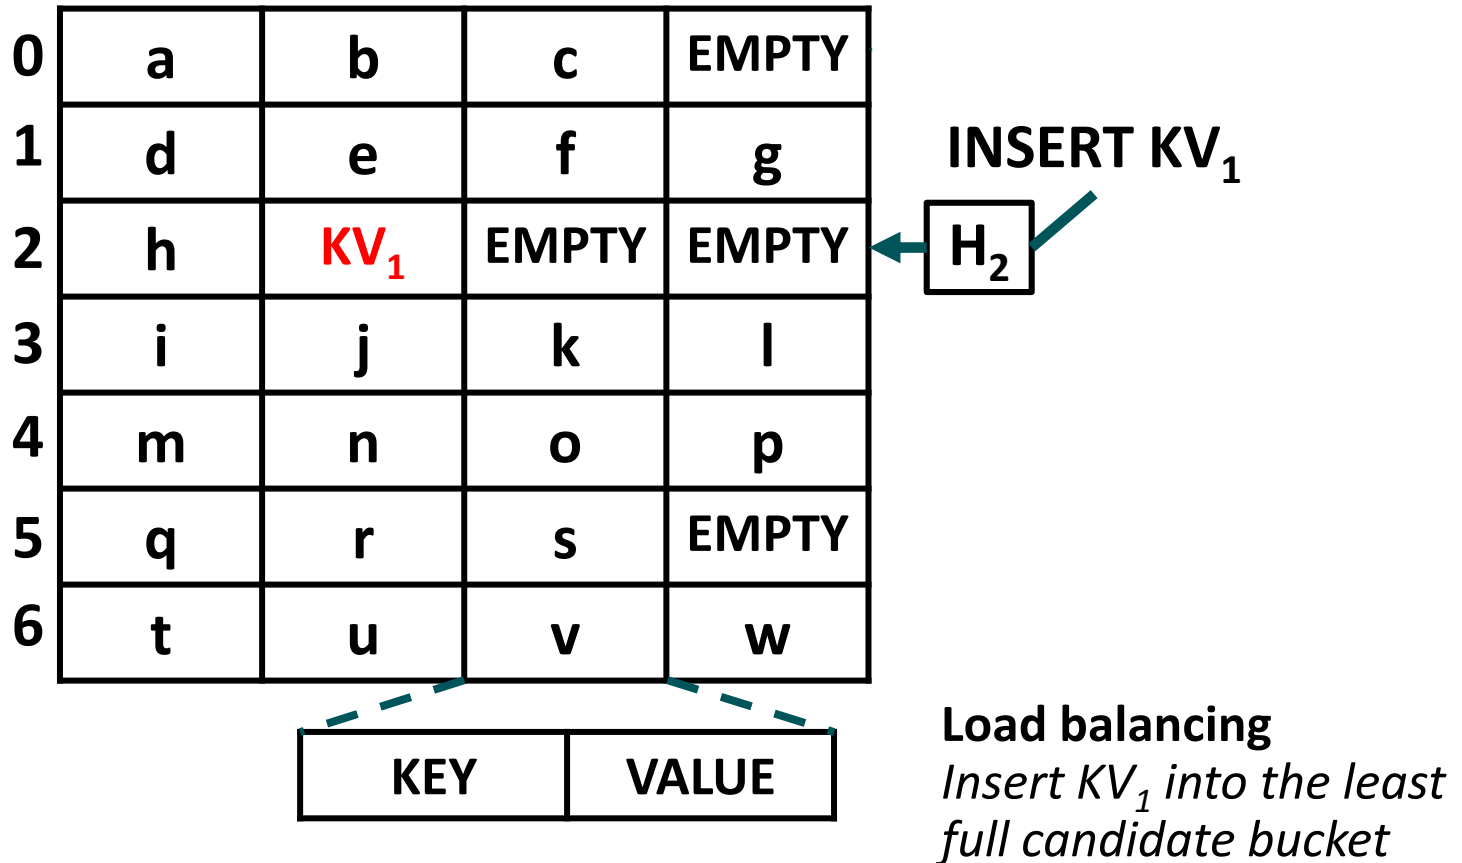 0 a b c EMPTY
1 d e f g
INSERT KV1
2 h KV1 EMPTY EMPTY
H2
3 i j k l
4 m n o p
5 q r s EMPTY
6 t u v w
KEY VALUE
Load balancing
Insert KV1 into the least
full candidate bucket